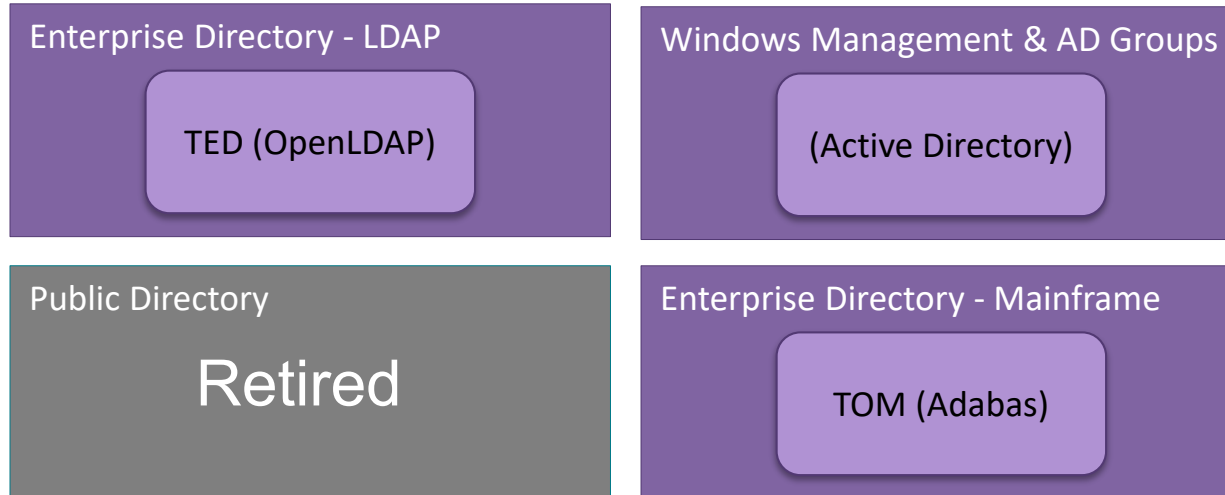 Enterprise Directory - LDAP
TED (OpenLDAP)
Windows Management & AD Groups
(Active Directory)
Public Directory
Retired
Enterprise Directory - Mainframe
TOM (Adabas)